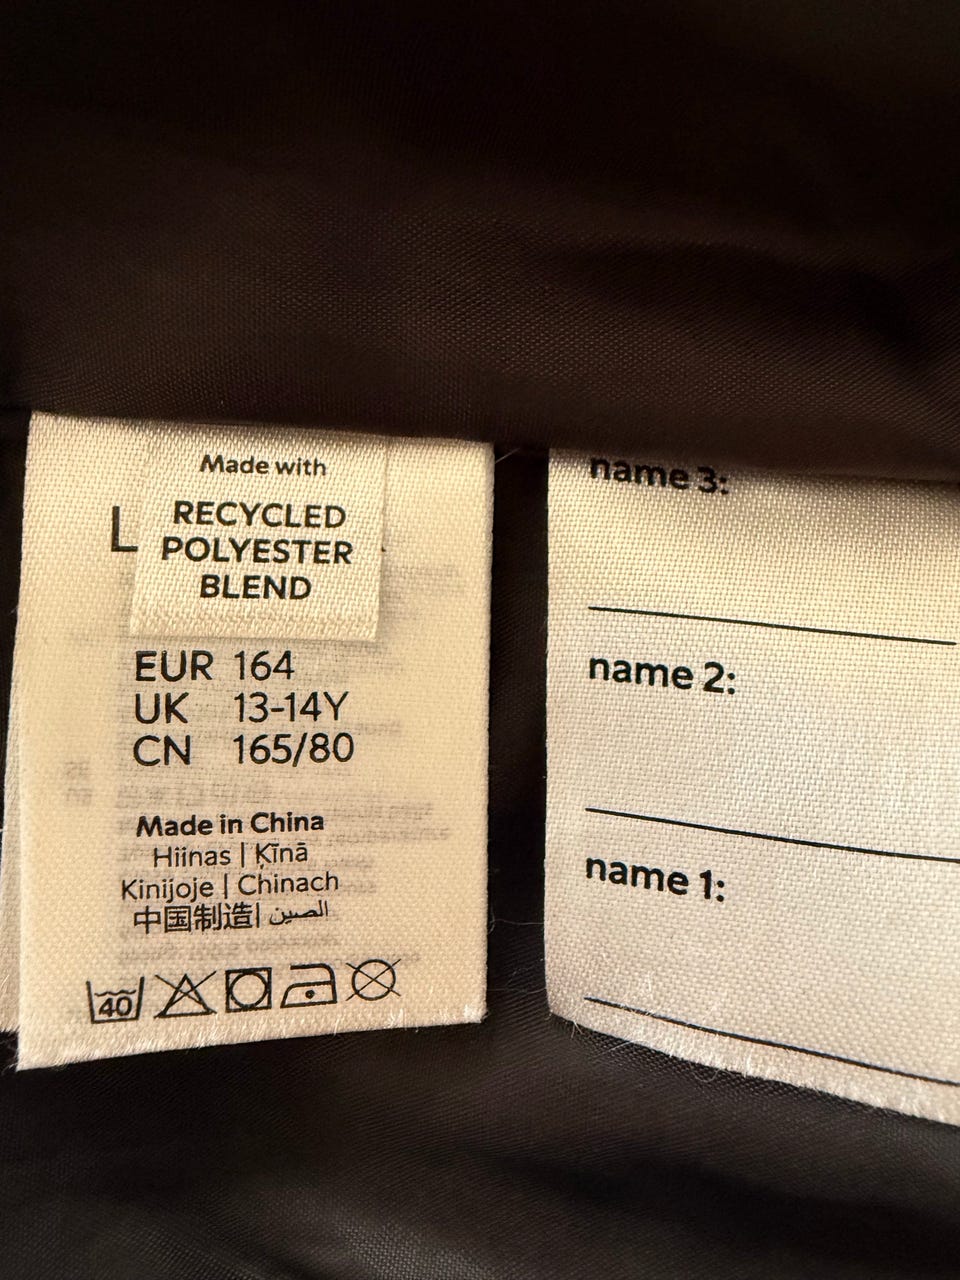 Made with
RECYCLED
POLYESTER
BLEND
EUR 164
UK 13-14Y
CN 165/80
Made in China
Hiinas | Ķīnā
Kinijoje | Chinach
中国制造| الصين
40
name 3:
name 2:
name 1: